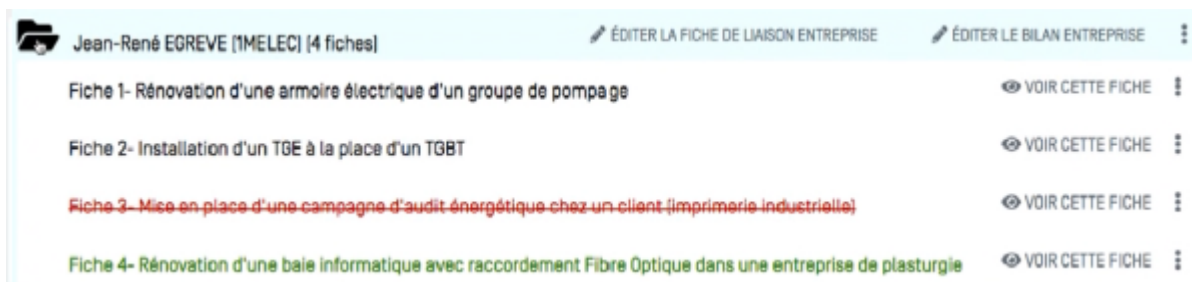 Jean-René EGREVE [1MELEC] [4 fiches] ÉDITER LA FICHE DE LIAISON ENTREPRISE ÉDITER LE BILAN ENTREPRISE
Fiche 1- Rénovation d'une armoire électrique d'un groupe de pompage VOIR CETTE FICHE
Fiche 2- Installation d'un TGE à la place d'un TGBT VOIR CETTE FICHE
Fiche 3- Mise en place d'une campagne d'audit énergétique chez un client (imprimerie industrielle) VOIR CETTE FICHE
Fiche 4- Rénovation d'une baie informatique avec raccordement Fibre Optique dans une entreprise de plasturgie VOIR CETTE FICHE